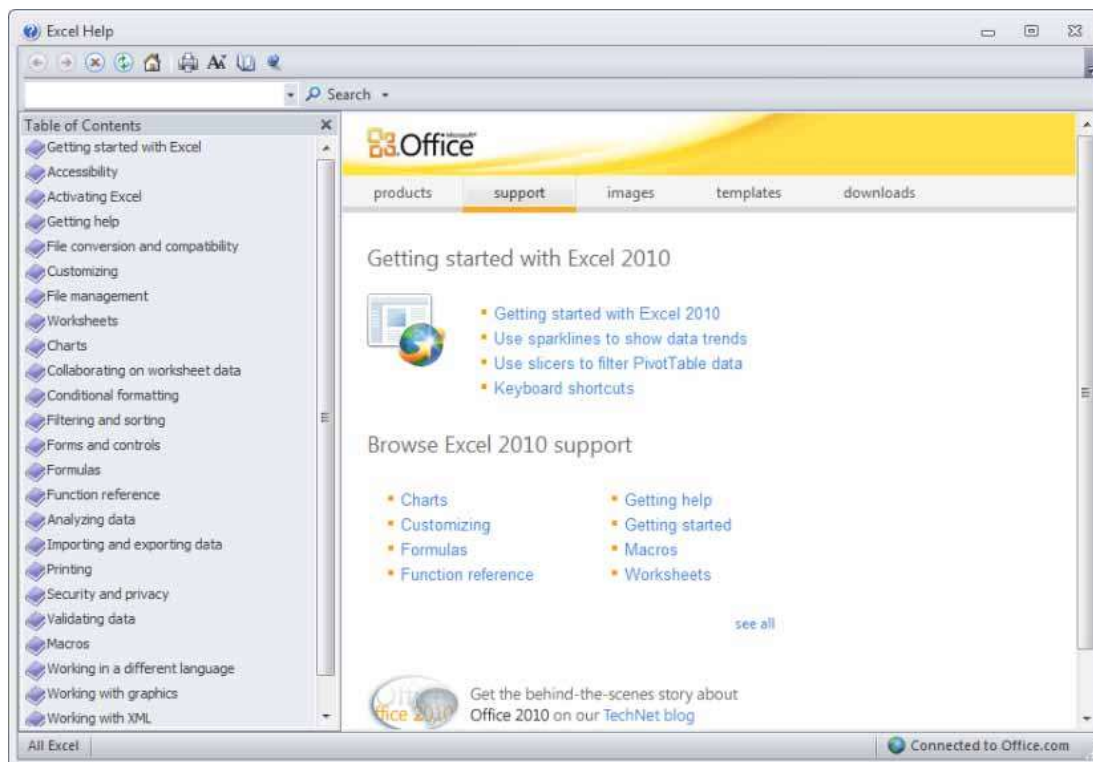 Excel Help
Search
Table of Contents
Getting started with Excel
Accessibility
Activating Excel
Getting help
File conversion and compatibility
Customizing
File management
Worksheets
Charts
Collaborating on worksheet data
Conditional formatting
Filtering and sorting
Forms and controls
Formulas
Function reference
Analyzing data
Importing and exporting data
Printing
Security and privacy
Validating data
Macros
Working in a different language
Working with graphics
Working with XML
Microsoft
Office
products support images templates downloads
Getting started with Excel 2010
Getting started with Excel 2010
Use sparklines to show data trends
Use slicers to filter PivotTable data
Keyboard shortcuts
Browse Excel 2010 support
Charts
Customizing
Formulas
Function reference
Getting help
Getting started
Macros
Worksheets
see all
Get the behind-the-scenes story about
Office 2010 on our TechNet blog
All Excel
Connected to Office.com